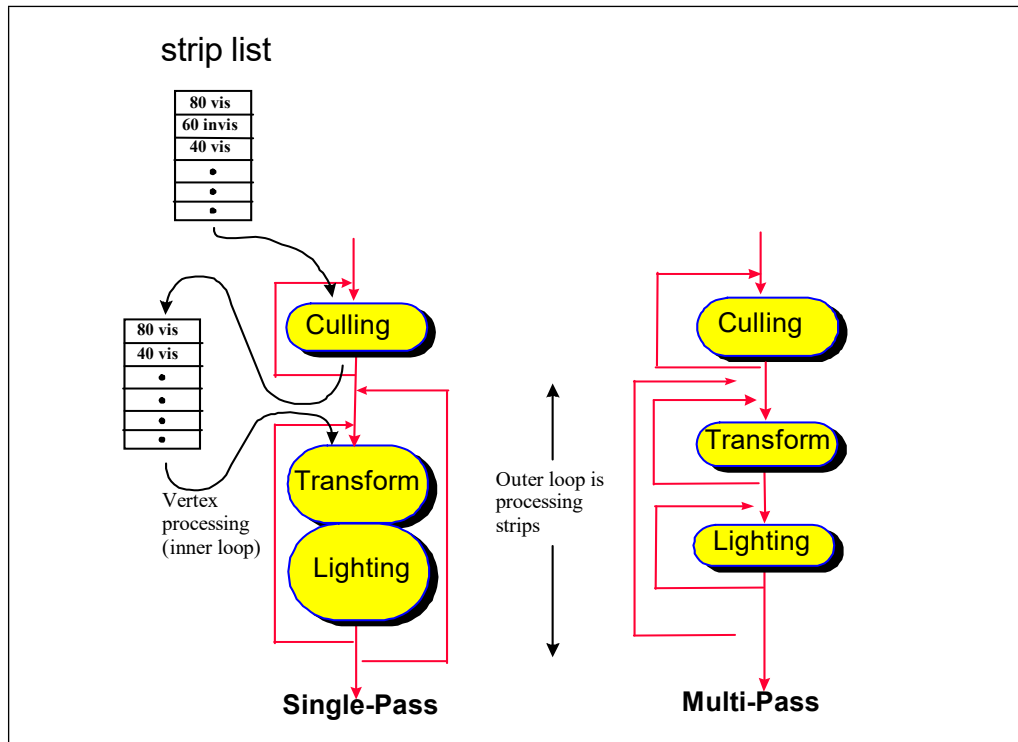 strip list
80 vis
60 invis
40 vis
80 vis
40 vis
Culling
Transform
Lighting
Vertex
processing
(inner loop)
Single-Pass
Outer loop is
processing
strips
Culling
Transform
Lighting
Multi-Pass